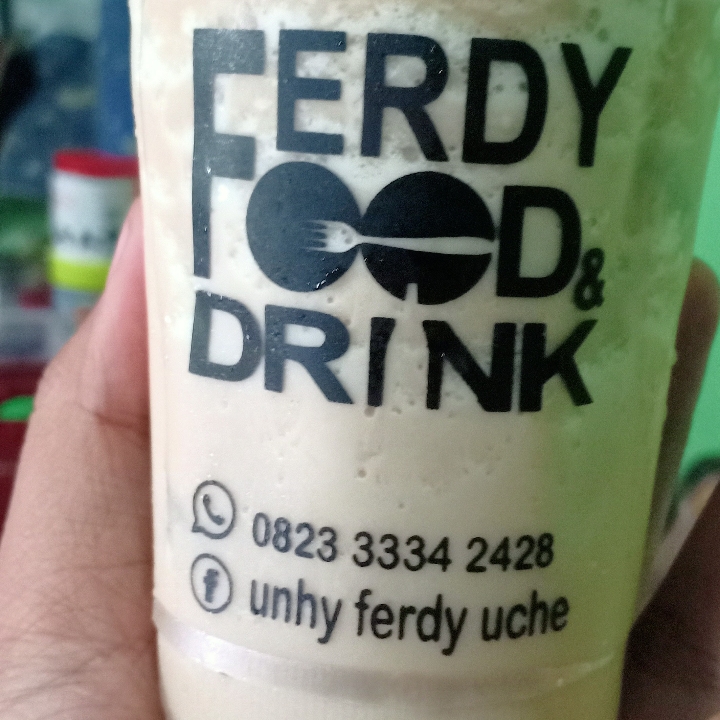 FERDY
FOOD &
DRINK
0823 3334 2428
unhy ferdy uche